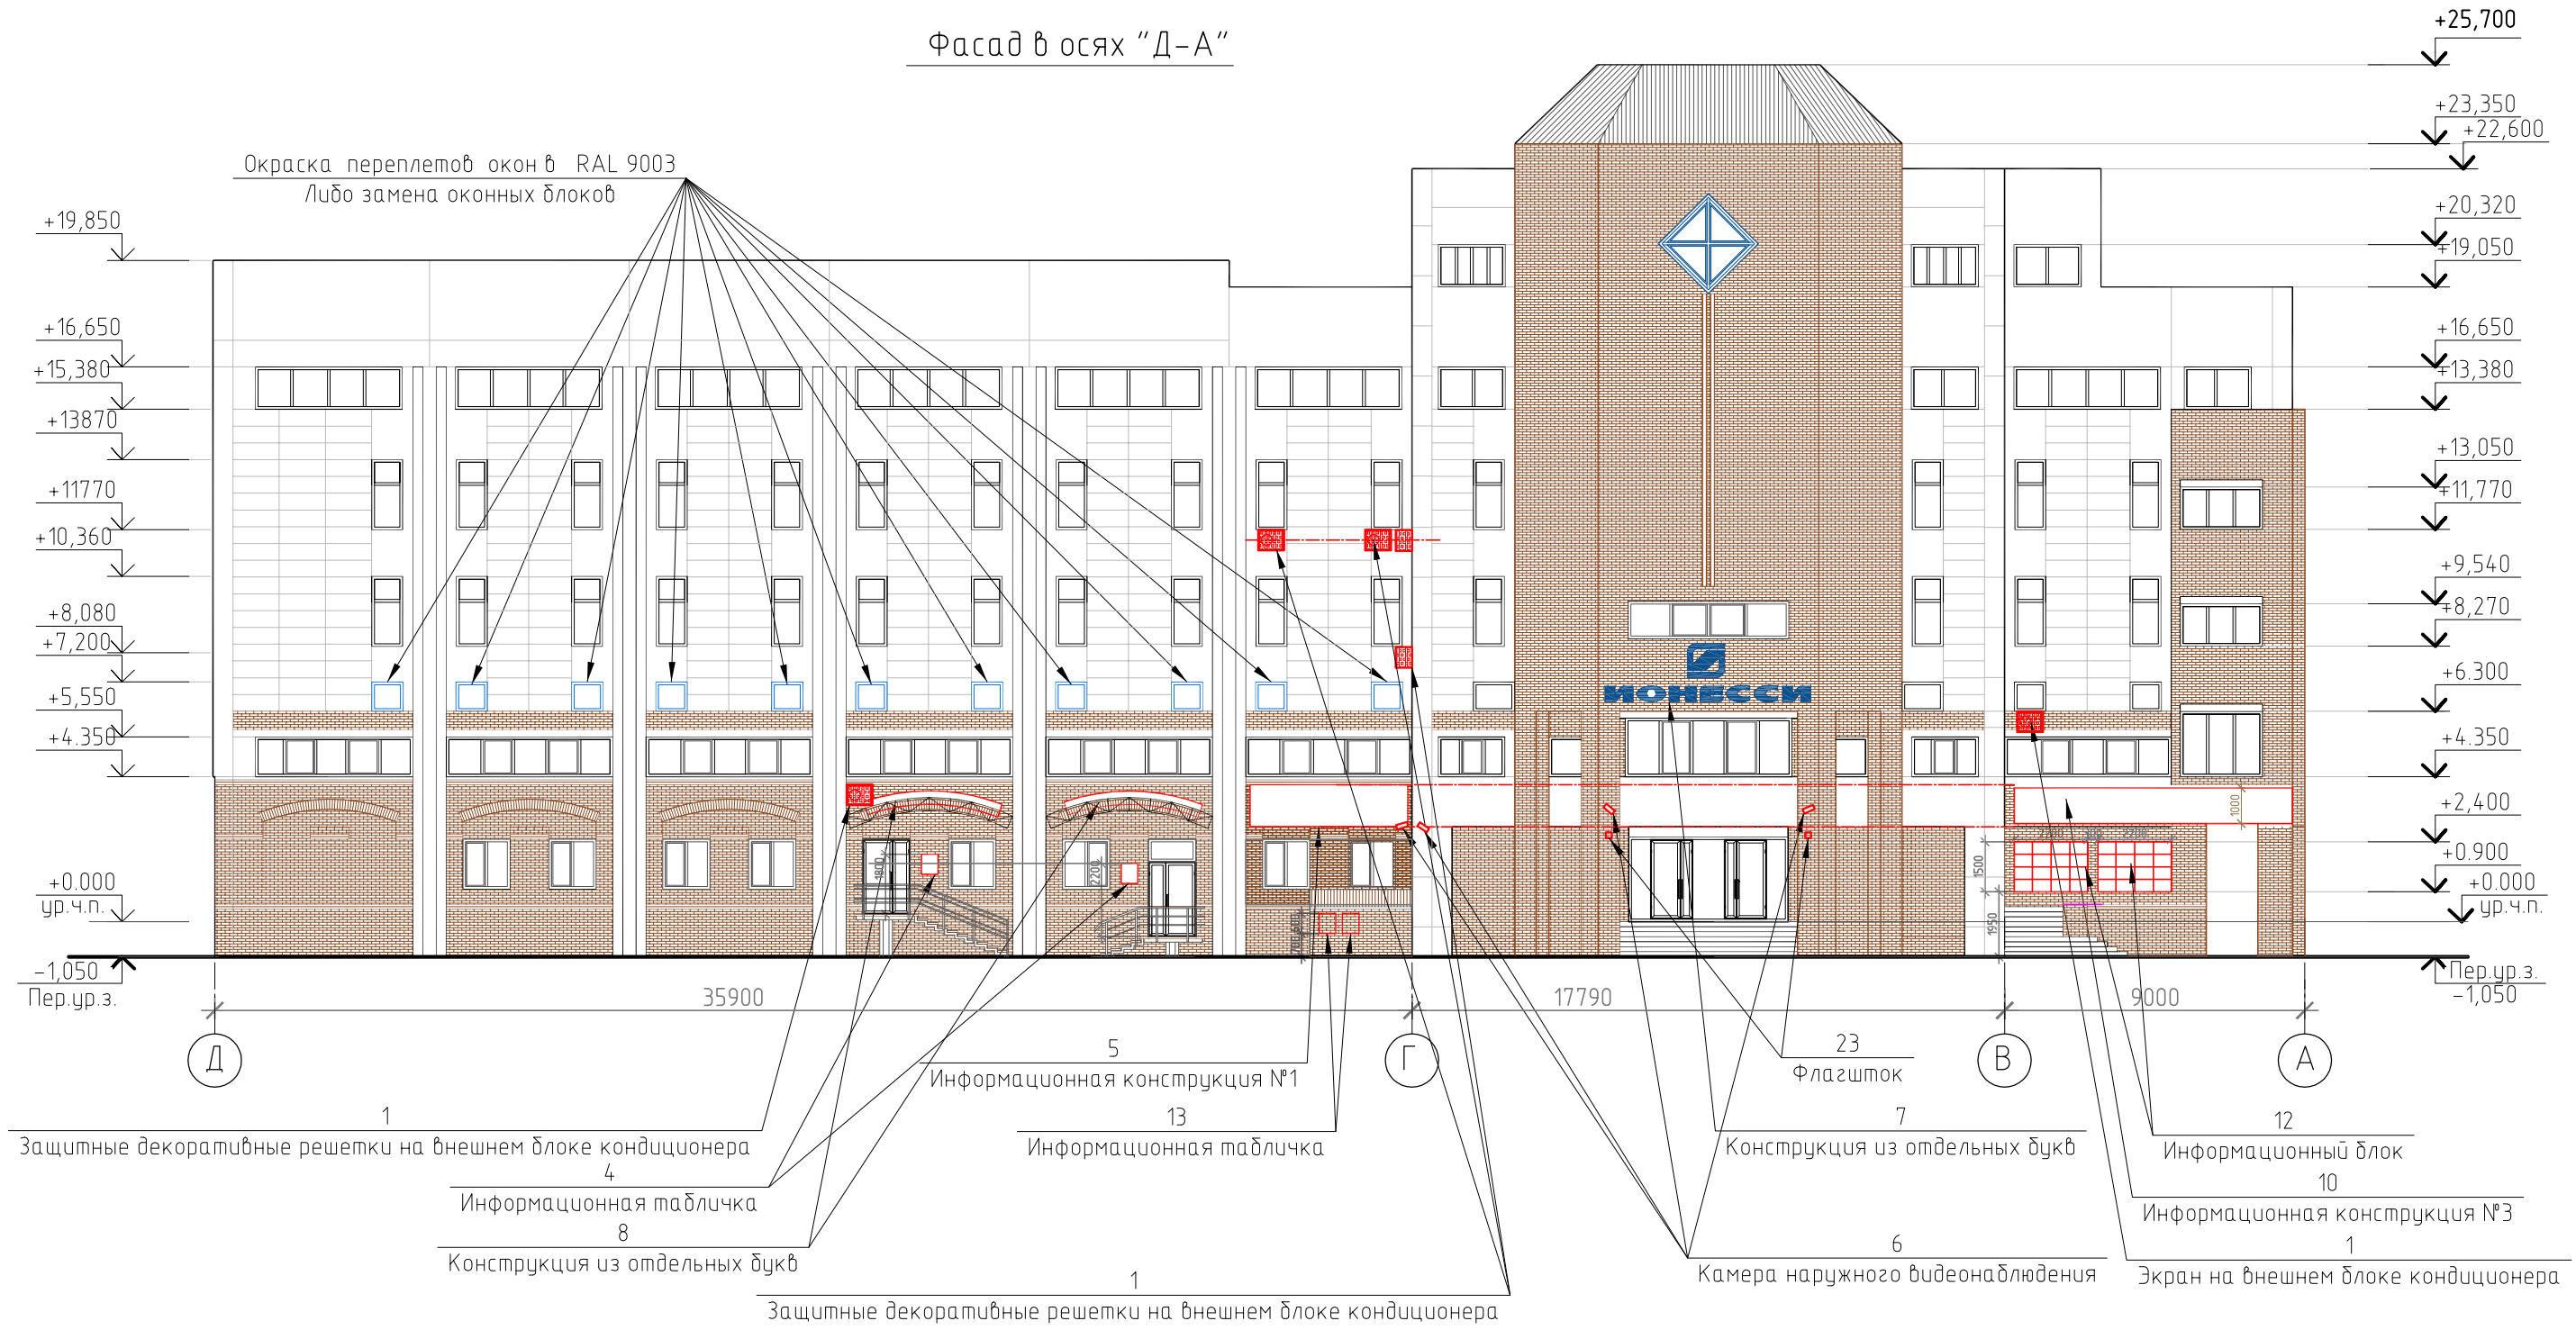 Фасад в осях "Д-А"
Окраска переплетов окон в RAL 9003
Либо замена оконных блоков
+19,850
+16,650
+15,380
+13870
+11770
+10,360
+8,080
+7,200
+5,550
+4.350
+0.000
ур.ч.п.
-1,050
Пер.ур.з.
+25,700
+23,350
+22,600
+20,320
+19,050
+16,650
+13,380
+13,050
+11,770
+9,540
+8,270
+6.300
+4.350
+2,400
+0.900
+0.000
ур.ч.п.
Пер.ур.з.
-1,050
ИОНЕССИ
1800
2200
1000
1500
1950
35900
17790
9000
Д
Г
В
А
5
Информационная конструкция №1
23
Флагшток
1
Защитные декоративные решетки на внешнем блоке кондиционера
13
Информационная табличка
7
Конструкция из отдельных букв
12
Информационный блок
4
Информационная табличка
10
Информационная конструкция №3
8
Конструкция из отдельных букв
6
Камера наружного видеонаблюдения
1
Экран на внешнем блоке кондиционера
1
Защитные декоративные решетки на внешнем блоке кондиционера